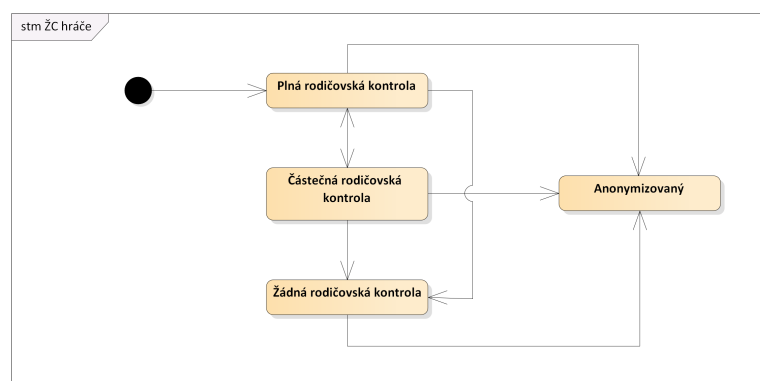 stm ŽC hráče
Plná rodičovská kontrola
Částečná rodičovská
kontrola
Anonymizovaný
Žádná rodičovská kontrola